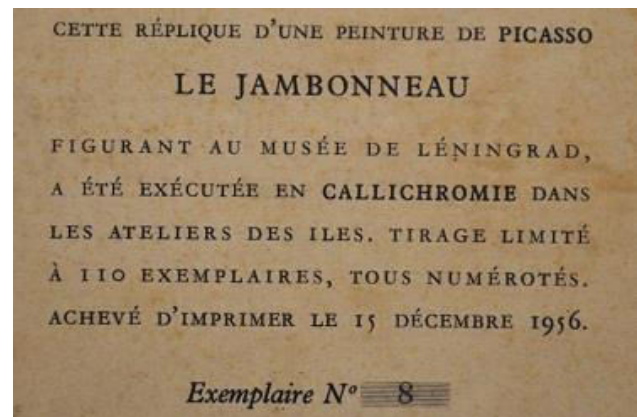 CETTE RÉPLIQUE D'UNE PEINTURE DE PICASSO
LE JAMBONNEAU
FIGURANT AU MUSÉE DE LÉNINGRAD,
A ÉTÉ EXÉCUTÉE EN CALLICHROMIE DANS
LES ATELIERS DES ILES. TIRAGE LIMITÉ
À 110 EXEMPLAIRES, TOUS NUMÉROTÉS.
ACHEVÉ D'IMPRIMER LE 15 DÉCEMBRE 1956.
Exemplaire Nº 8